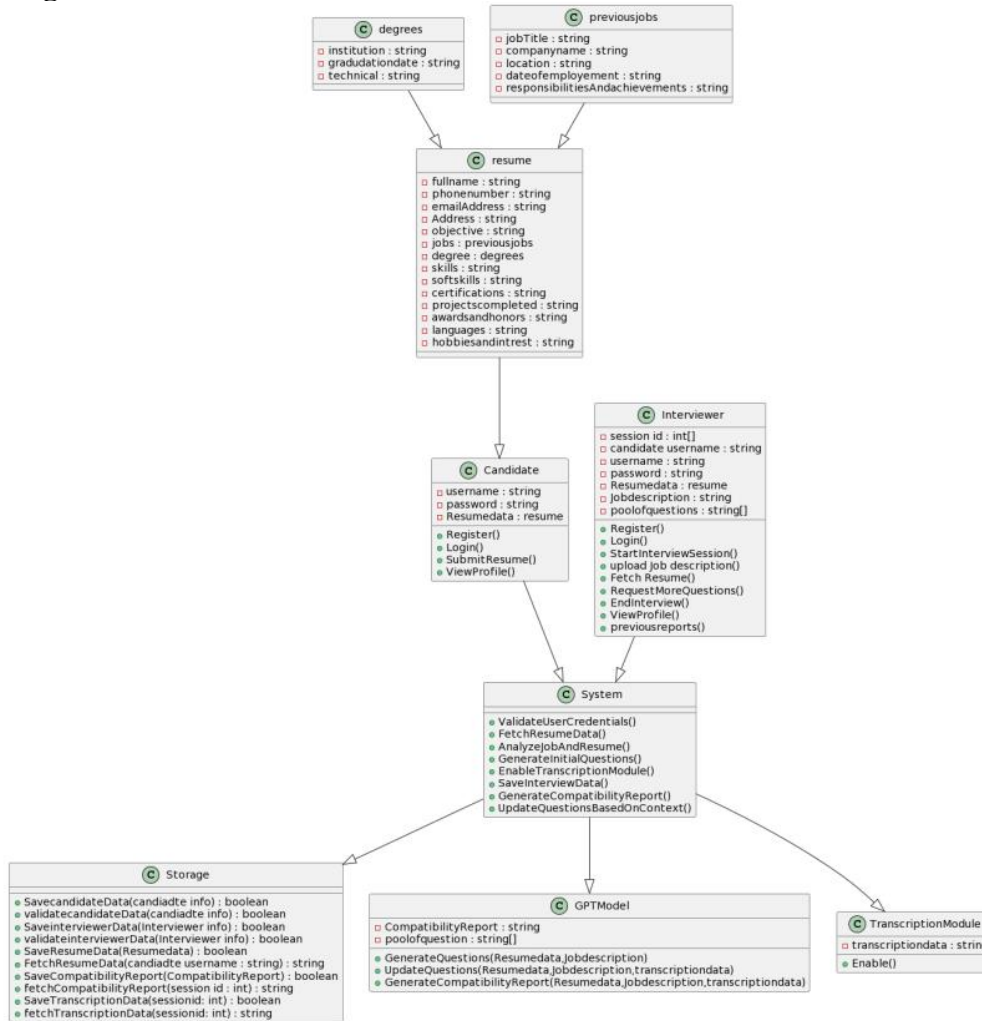 C degrees
institution : string
gradudationdate : string
technical : string
C previousjobs
jobTitle : string
companyname : string
location : string
dateofemployement : string
responsibilitiesAndachievements : string
C resume
fullname : string
phonenumber : string
emailAddress : string
Address : string
objective : string
jobs : previousjobs
degree : degrees
skills : string
softskills : string
certifications : string
projectscompleted : string
awardsandhonors : string
languages : string
hobbiesandintrest : string
C Candidate
username : string
password : string
Resumedata : resume
Register()
Login()
SubmitResume()
ViewProfile()
C Interviewer
session id : int[]
candidate username : string
username : string
password : string
Resumedata : resume
Jobdescription : string
poolofquestions : string[]
Register()
Login()
StartInterviewSession()
upload Job description()
Fetch Resume()
RequestMoreQuestions()
EndInterview()
ViewProfile()
previousreports()
C System
ValidateUserCredentials()
FetchResumeData()
AnalyzeJobAndResume()
GenerateInitialQuestions()
EnableTranscriptionModule()
SaveInterviewData()
GenerateCompatibilityReport()
UpdateQuestionsBasedOnContext()
C Storage
SavecandidateData(candiadte info) : boolean
validatecandidateData(candiadte info) : boolean
SaveinterviewerData(Interviewer info) : boolean
validateinterviewerData(Interviewer info) : boolean
SaveResumeData(Resumedata) : boolean
FetchResumeData(candiadte username : string) : string
SaveCompatibilityReport(CompatibilityReport) : boolean
fetchCompatibilityReport(session id : int) : string
SaveTranscriptionData(sessionid: int) : boolean
fetchTranscriptionData(sessionid: int) : string
C GPTModel
CompatibilityReport : string
poolofquestion : string[]
GenerateQuestions(Resumedata,Jobdescription)
UpdateQuestions(Resumedata,Jobdescription,transcriptiondata)
GenerateCompatibilityReport(Resumedata,Jobdescription,transcriptiondata)
C TranscriptionModule
transcriptiondata : string
Enable()